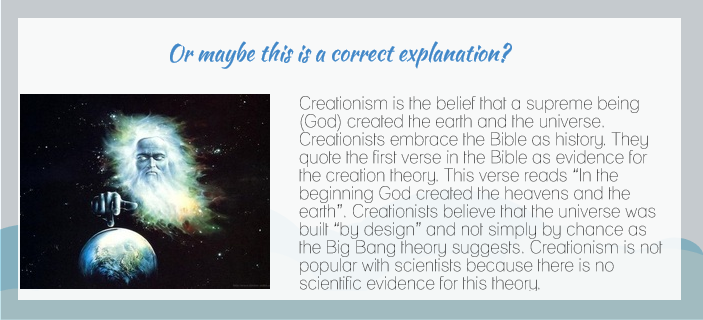 Or maybe this is a correct explanation?
Creationism is the belief that a supreme being
(God) created the earth and the universe.
Creationists embrace the Bible as history. They
quote the first verse in the Bible as evidence for
the creation theory. This verse reads “In the
beginning God created the heavens and the
earth”. Creationists believe that the universe was
built “by design” and not simply by chance as
the Big Bang theory suggests. Creationism is not
popular with scientists because there is no
scientific evidence for this theory.